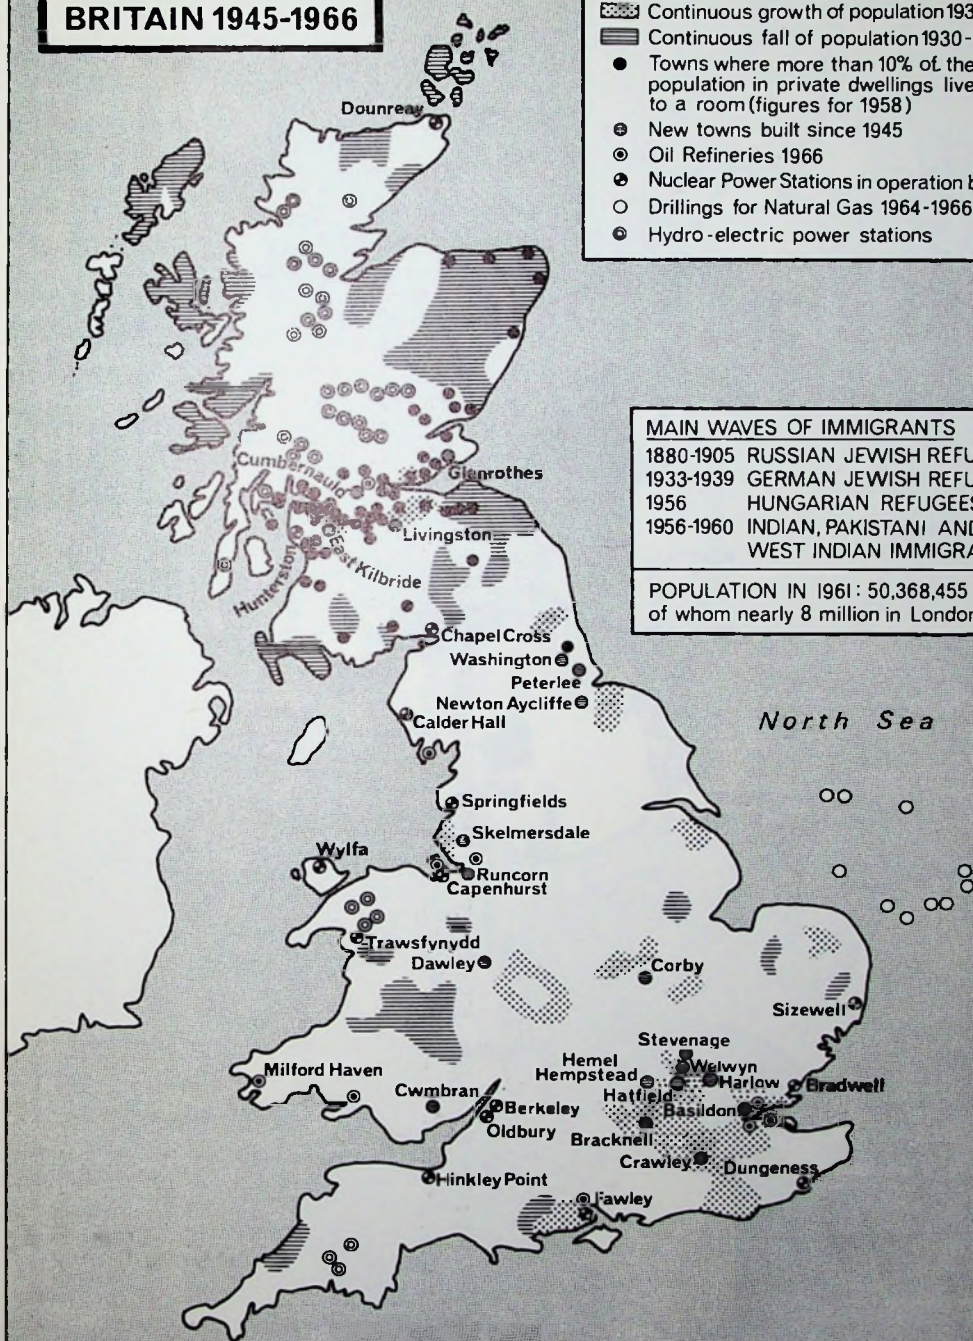 BRITAIN 1945-1966
Continuous growth of population
Continuous fall of population 1930-
Towns where more than 10% of the
population in private dwellings live
to a room (figures for 1958)
New towns built since 1945
Oil Refineries 1966
Nuclear Power Stations in operation
Drillings for Natural Gas 1964-1966
Hydro-electric power stations
Dounreay
MAIN WAVES OF IMMIGRANTS
1880-1905 RUSSIAN JEWISH
1933-1939 GERMAN JEWISH
1956 HUNGARIAN REFUGEES
1956-1960 INDIAN, PAKISTANI AND
WEST INDIAN
POPULATION IN 1961: 50,368,455
of whom nearly 8 million in London
Cumbernauld
Glenrothes
Livingston
East Kilbride
Hunterston
Chapel Cross
Washington
Peterlee
Newton Aycliffe
Calder Hall
North Sea
Springfields
Skelmersdale
Wylfa
Runcorn
Capenhurst
Trawsfynydd
Dawley
Corby
Sizewell
Stevenage
Welwyn
Hemel
Hempstead
Harlow
Bradwell
Hatfield
Basildon
Milford Haven
Cwmbran
Berkeley
Oldbury
Bracknell
Crawley
Dungeness
Hinkley Point
Fawley